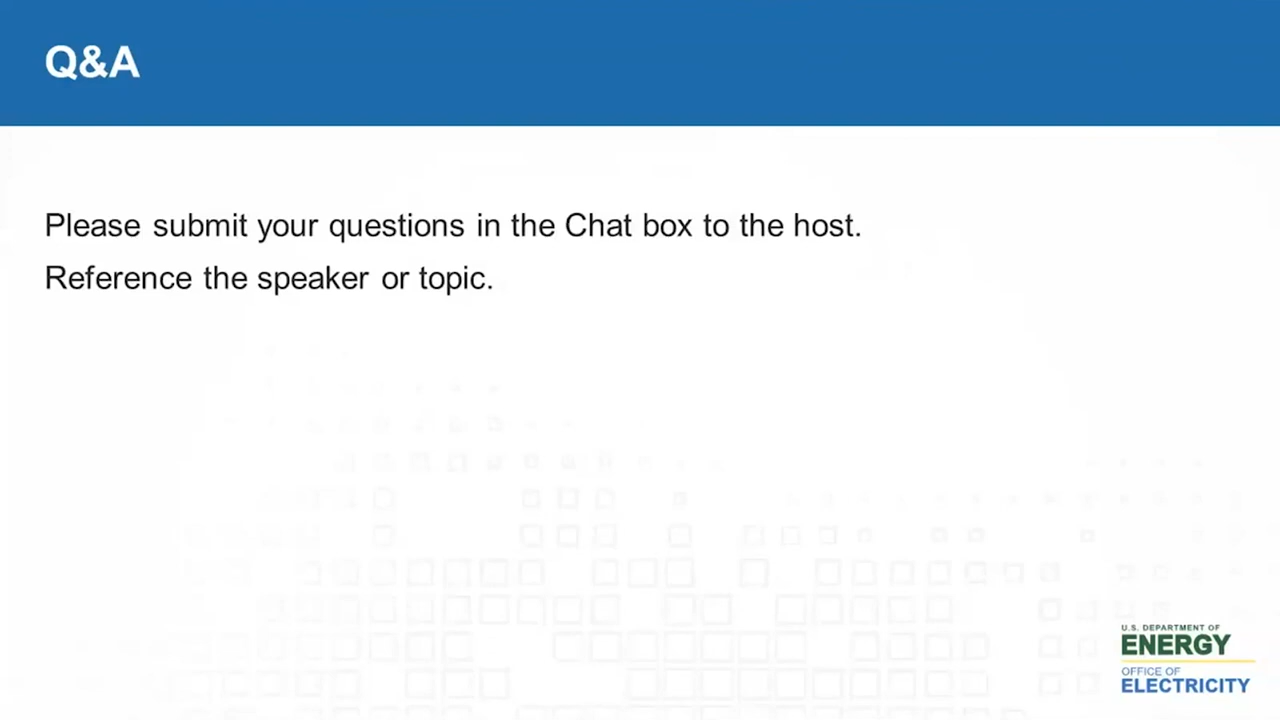 Q&A
Please submit your questions in the Chat box to the host.
Reference the speaker or topic.
U.S. DEPARTMENT OF
ENERGY
OFFICE OF
ELECTRICITY